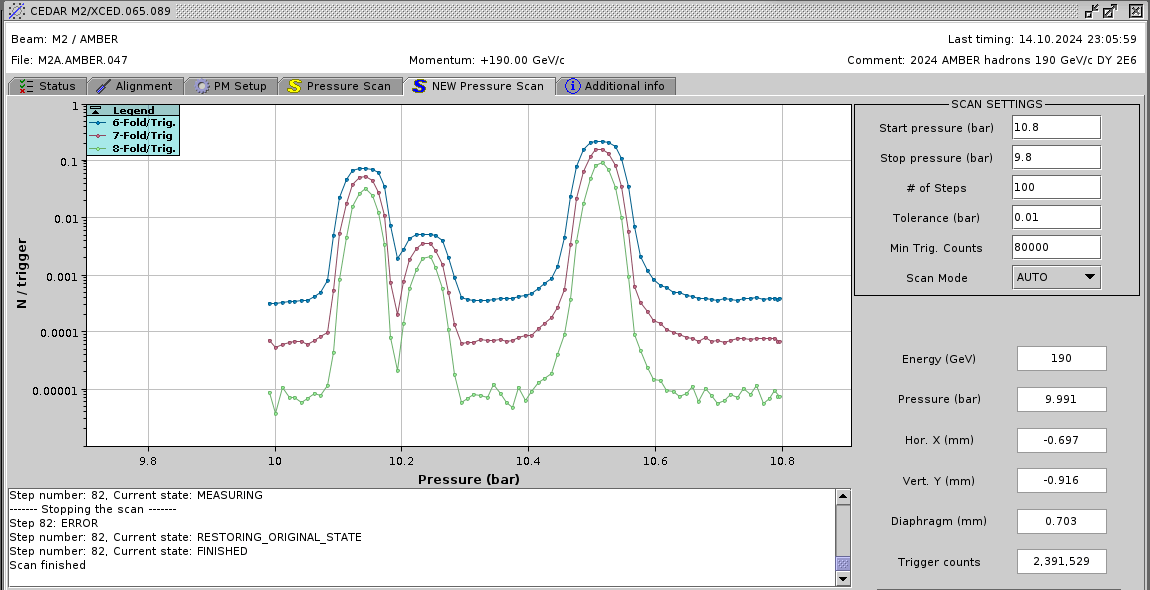 CEDAR M2/XCED.065.089
Beam: M2 / AMBER
Last timing: 14.10.2024 23:05:59
File: M2A.AMBER.047
Momentum: +190.00 GeV/c
Comment: 2024 AMBER hadrons 190 GeV/c DY 2E6
Status
Alignment
PM Setup
Pressure Scan
NEW Pressure Scan
Additional info
Legend
6-Fold/Trig.
7-Fold/Trig
8-Fold/Trig.
N / trigger
1
0.1
0.01
0.001
0.0001
0.00001
9.8
10
10.2
10.4
10.6
10.8
Pressure (bar)
SCAN SETTINGS
Start pressure (bar) 10.8
Stop pressure (bar) 9.8
# of Steps 100
Tolerance (bar) 0.01
Min Trig. Counts 80000
Scan Mode AUTO
Energy (GeV) 190
Pressure (bar) 9.991
Hor. X (mm) -0.697
Vert. Y (mm) -0.916
Diaphragm (mm) 0.703
Trigger counts 2,391,529
Step number: 82, Current state: MEASURING
------- Stopping the scan -------
Step 82: ERROR
Step number: 82, Current state: RESTORING_ORIGINAL_STATE
Step number: 82, Current state: FINISHED
Scan finished